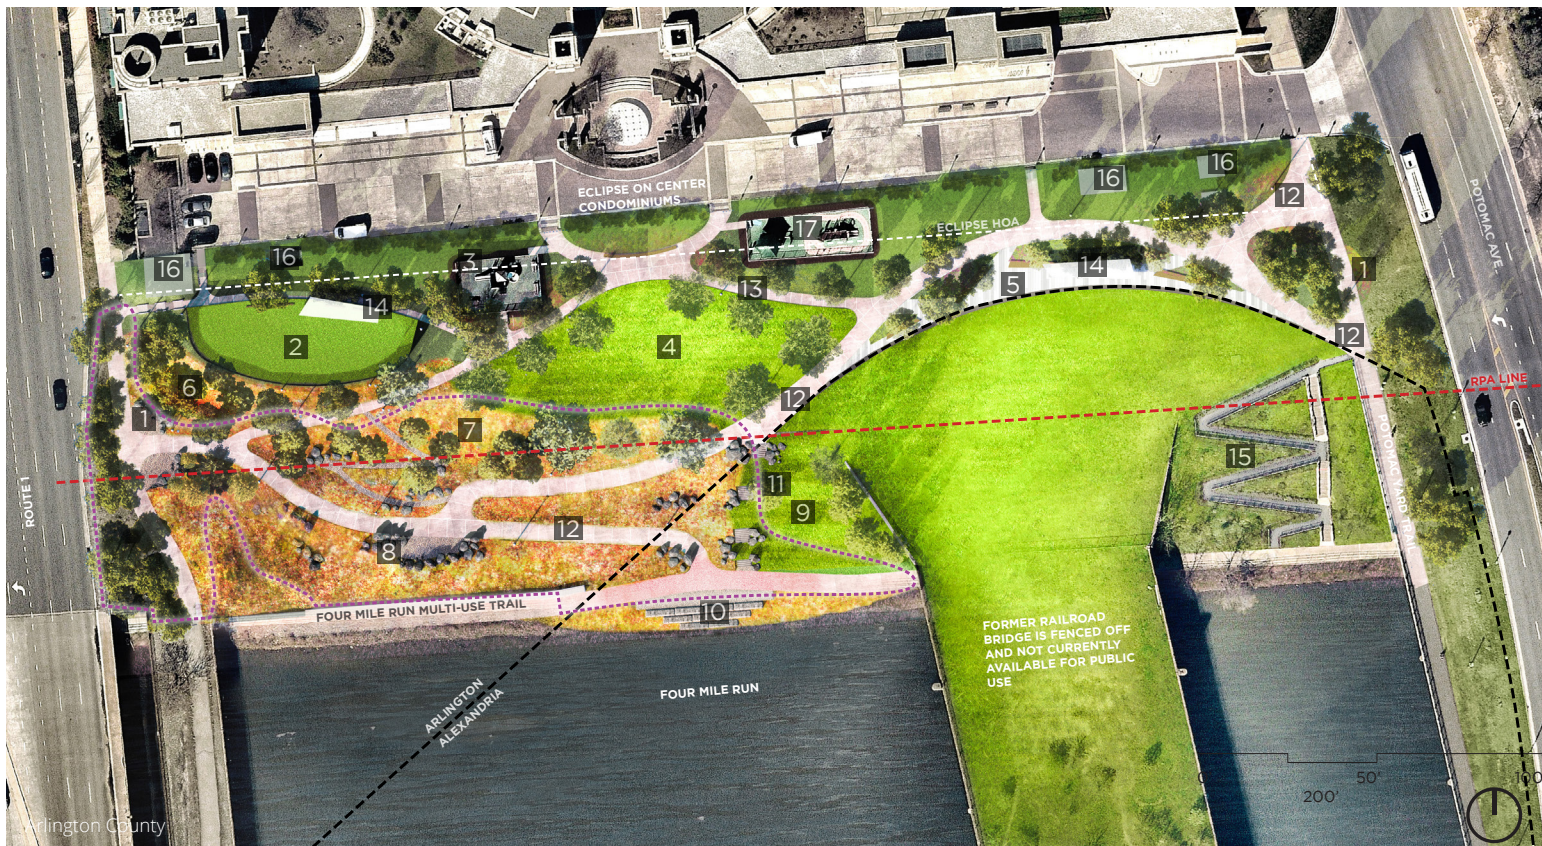 ECLIPSE ON CENTER
CONDOMINIUMS
16
16
12
POTOMAC AVE.
17
ECLIPSE HOA
16
16
3
13
14
5
14
1
2
4
12
6
12
RPA LINE
1
7
POTOMAC YARD TRAIL
15
11
9
ROUTE 1
12
8
FOUR MILE RUN MULTI-USE TRAIL
10
FORMER RAILROAD
BRIDGE IS FENCED OFF
AND NOT CURRENTLY
AVAILABLE FOR PUBLIC
USE
ARLINGTON
ALEXANDRIA
FOUR MILE RUN
0
50'
100
200'
Arlington County